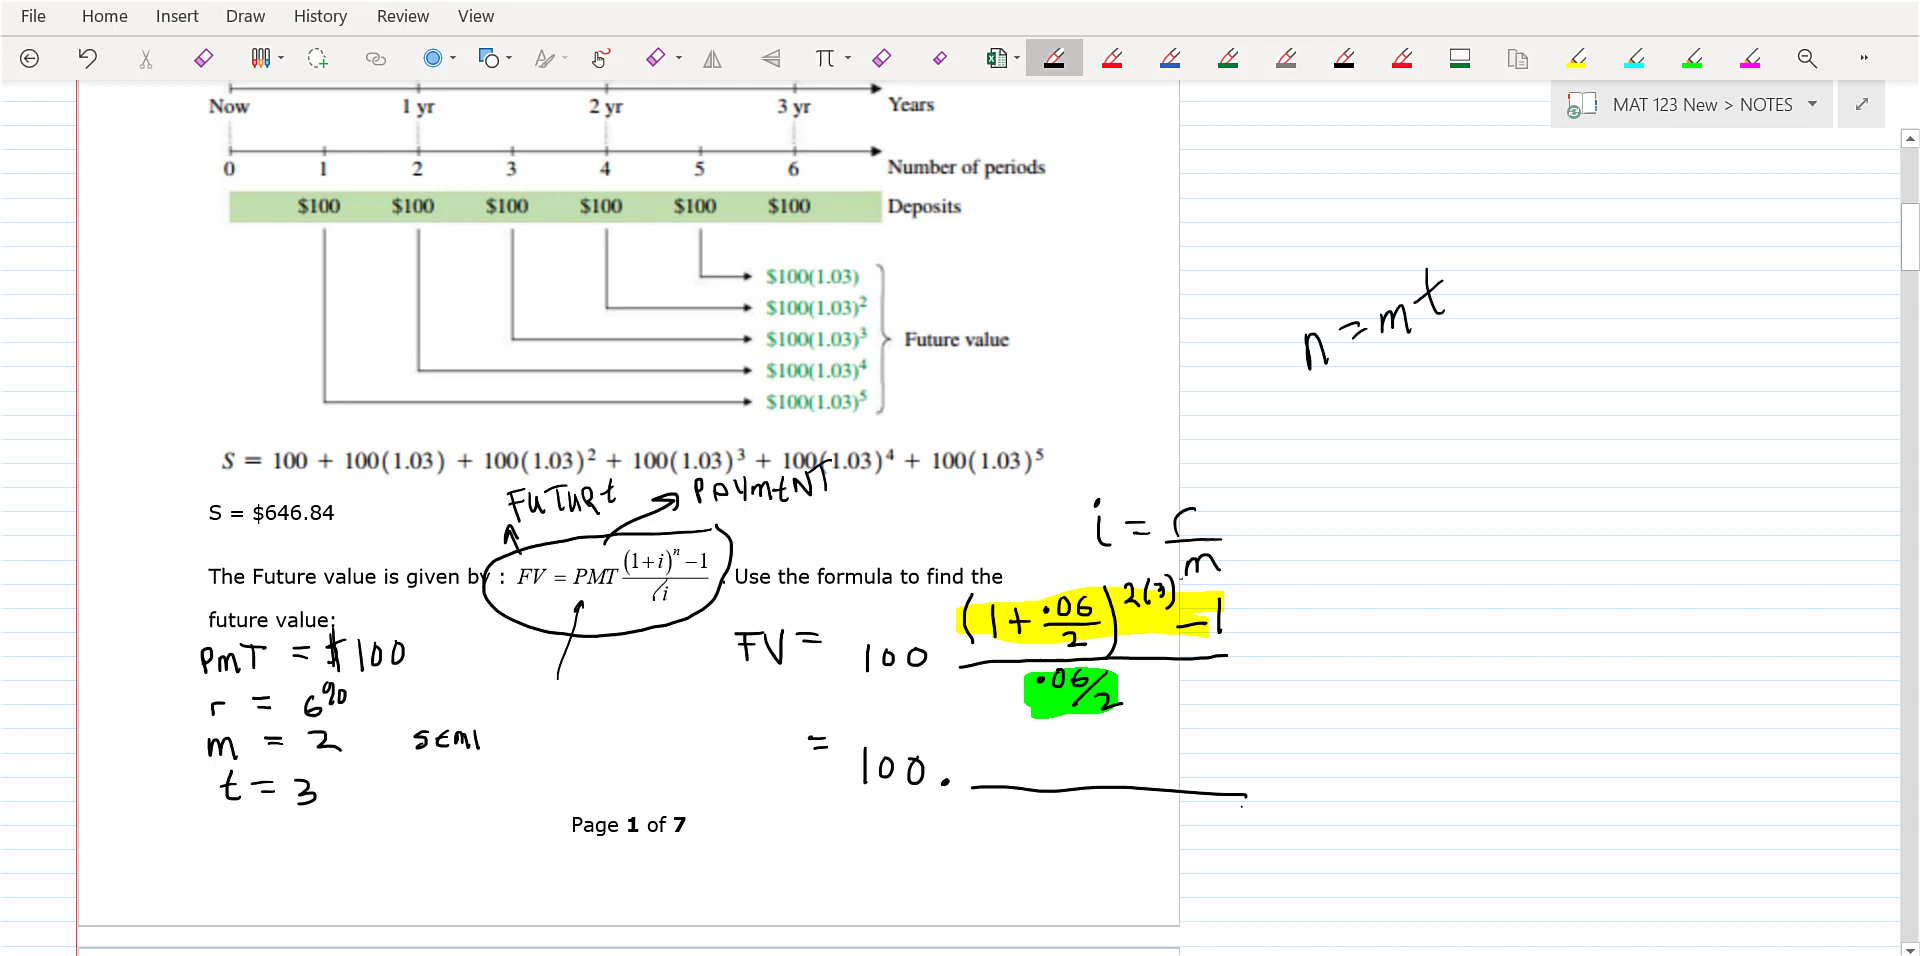 File Home Insert Draw History Review View
MAT 123 New > NOTES
Now 1 yr 2 yr 3 yr Years
0 1 2 3 4 5 6 Number of periods
$100 $100 $100 $100 $100 $100 Deposits
$100(1.03)
$100(1.03)²
$100(1.03)³ Future value
$100(1.03)⁴
$100(1.03)⁵
n = mt
S = 100 + 100(1.03) + 100(1.03)² + 100(1.03)³ + 100(1.03)⁴ + 100(1.03)⁵
FUTURE PAYMENT
S = $646.84
i = r/m
The Future value is given by : FV = PMT ((1+i)ⁿ −1)/i . Use the formula to find the
future value:
PMT = $100
FV = 100 ((1 + .06/2)^2(3) − 1)/(.06/2)
r = 6%
m = 2 SEMI
= 100 .
t = 3
Page 1 of 7